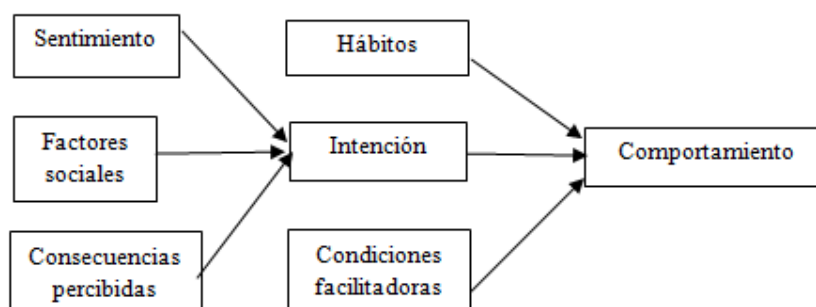 Sentimiento
Hábitos
Factores
sociales
Intención
Comportamiento
Consecuencias
percibidas
Condiciones
facilitadoras